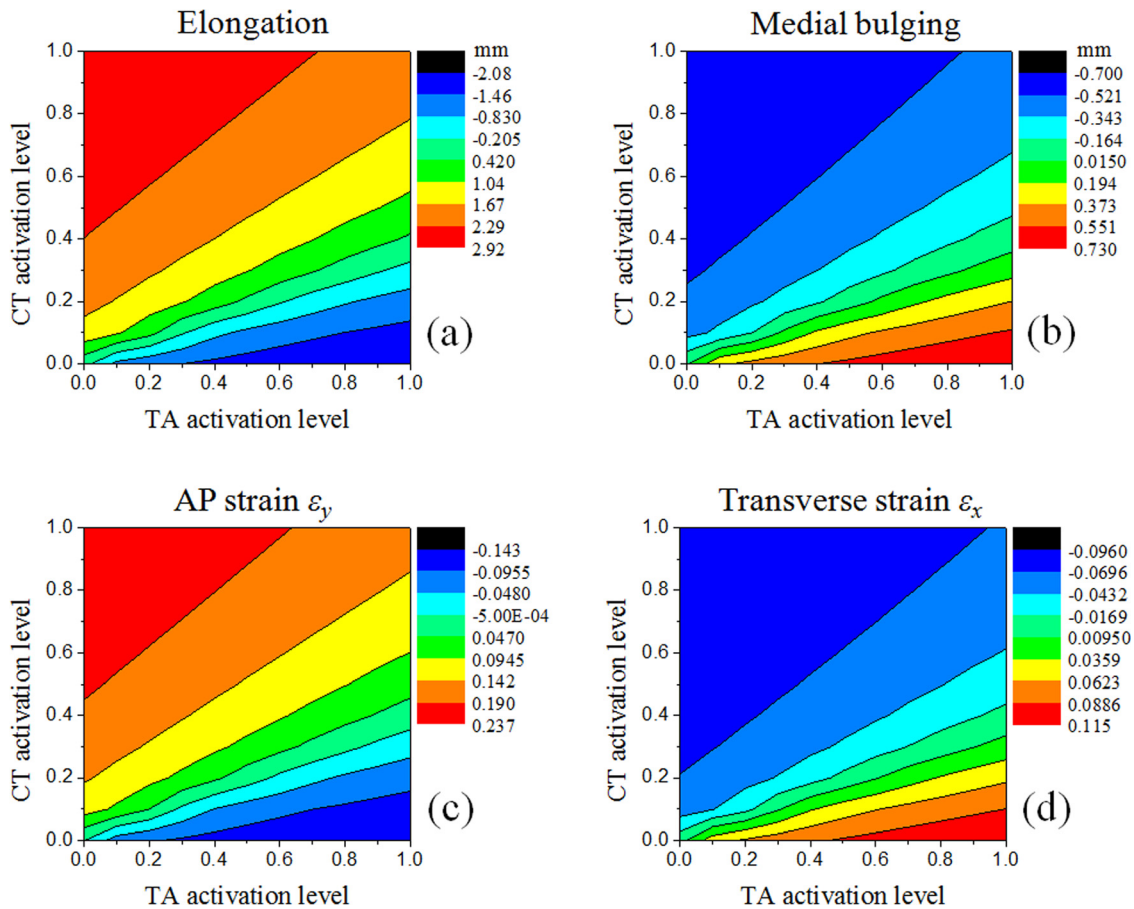 Elongation
mm
-2.08
-1.46
-0.830
-0.205
0.420
1.04
1.67
2.29
2.92
1.0
0.8
0.6
0.4
0.2
0.0
CT activation level
0.0 0.2 0.4 0.6 0.8 1.0
TA activation level
(a)
Medial bulging
mm
-0.700
-0.521
-0.343
-0.164
0.0150
0.194
0.373
0.551
0.730
1.0
0.8
0.6
0.4
0.2
0.0
CT activation level
0.0 0.2 0.4 0.6 0.8 1.0
TA activation level
(b)
AP strain εy
-0.143
-0.0955
-0.0480
-5.00E-04
0.0470
0.0945
0.142
0.190
0.237
1.0
0.8
0.6
0.4
0.2
0.0
CT activation level
0.0 0.2 0.4 0.6 0.8 1.0
TA activation level
(c)
Transverse strain εx
-0.0960
-0.0696
-0.0432
-0.0169
0.00950
0.0359
0.0623
0.0886
0.115
1.0
0.8
0.6
0.4
0.2
0.0
CT activation level
0.0 0.2 0.4 0.6 0.8 1.0
TA activation level
(d)